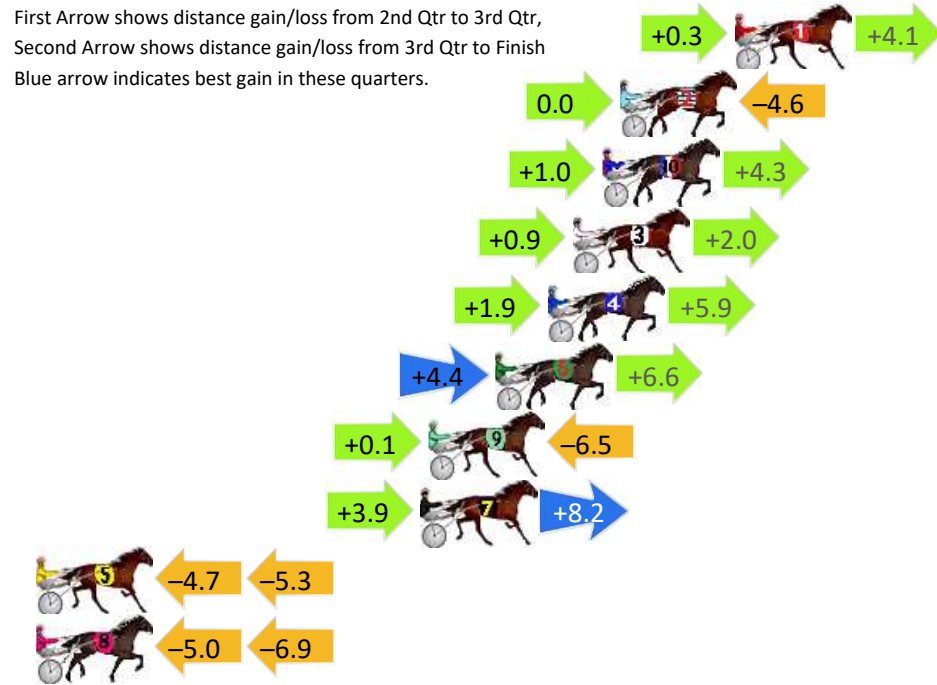 First Arrow shows distance gain/loss from 2nd Qtr to 3rd Qtr,
Second Arrow shows distance gain/loss from 3rd Qtr to Finish
Blue arrow indicates best gain in these quarters.
+0.3 1 +4.1
0.0 2 –4.6
+1.0 10 +4.3
+0.9 3 +2.0
+1.9 4 +5.9
+4.4 6 +6.6
+0.1 9 –6.5
+3.9 7 +8.2
5 –4.7 –5.3
8 –5.0 –6.9